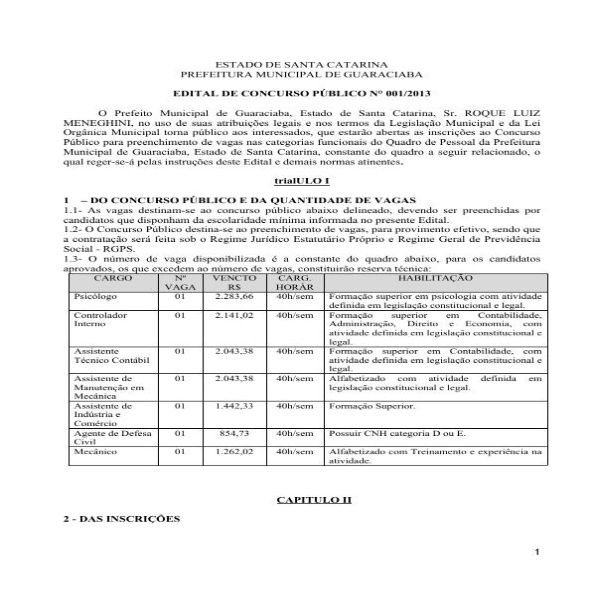 ESTADO DE SANTA CATARINA
PREFEITURA MUNICIPAL DE GUARACIABA
EDITAL DE CONCURSO PÚBLICO N° 001/2013
O Prefeito Municipal de Guaraciaba, Estado de Santa Catarina, Sr. ROQUE LUIZ
MENEGHINI, no uso de suas atribuições legais e nos termos da Legislação Municipal e da Lei
Orgânica Municipal torna público aos interessados, que estarão abertas as inscrições ao Concurso
Público para preenchimento de vagas nas categorias funcionais do Quadro de Pessoal da Prefeitura
Municipal de Guaraciaba, Estado de Santa Catarina, constante do quadro a seguir relacionado, o
qual reger-se-á pelas instruções deste Edital e demais normas atinentes.
trialULO I
1 – DO CONCURSO PÚBLICO E DA QUANTIDADE DE VAGAS
1.1- As vagas destinam-se ao concurso público abaixo delineado, devendo ser preenchidas por
candidatos que disponham da escolaridade mínima informada no presente Edital.
1.2- O Concurso Público destina-se ao preenchimento de vagas, para provimento efetivo, sendo que
a contratação será feita sob o Regime Jurídico Estatutário Próprio e Regime Geral de Previdência
Social - RGPS.
1.3- O número de vaga disponibilizada é a constante do quadro abaixo, para os candidatos
aprovados, os que excedem ao número de vagas, constituirão reserva técnica:
CARGO Nº VENCTO CARG. HABILITAÇÃO
VAGA R$ HORÁR
Psicólogo 01 2.283,66 40h/sem Formação superior em psicologia com atividade
definida em legislação constitucional e legal.
Controlador 01 2.141,02 40h/sem Formação superior em Contabilidade,
Interno Administração, Direito e Economia, com
atividade definida em legislação constitucional e
legal.
Assistente 01 2.043,38 40h/sem Formação superior em Contabilidade, com
Técnico Contábil atividade definida em legislação constitucional e
legal.
Assistente de 01 2.043,38 40h/sem Alfabetizado com atividade definida em
Manutenção em legislação constitucional e legal.
Mecânica
Assistente de 01 1.442,33 40h/sem Formação Superior.
Indústria e
Comércio
Agente de Defesa 01 854,73 40h/sem Possuir CNH categoria D ou E.
Civil
Mecânico 01 1.262,02 40h/sem Alfabetizado com Treinamento e experiência na
atividade.
CAPITULO II
2 - DAS INSCRIÇÕES
1